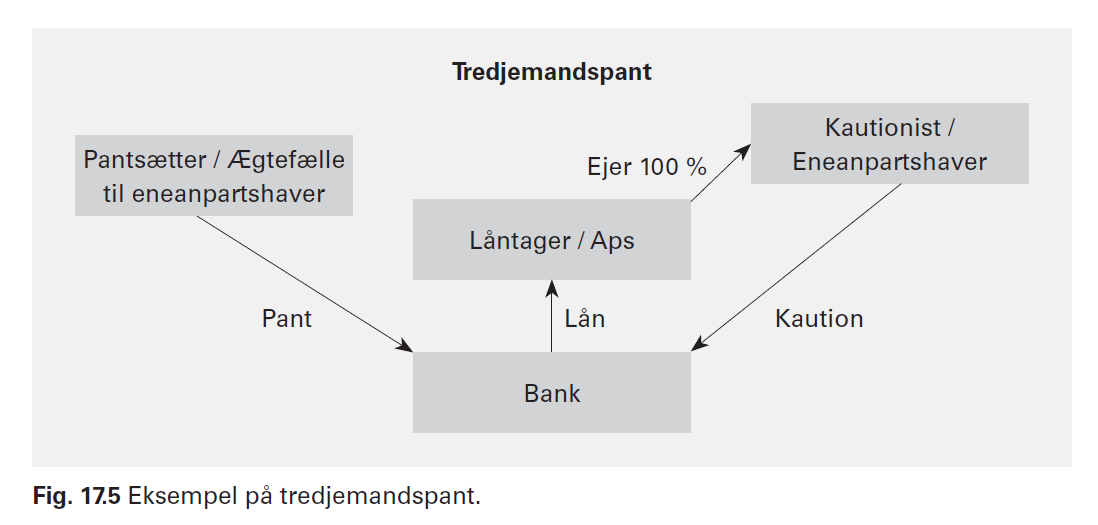 Tredjemandspant
Pantsætter / Ægtefælle
til eneanpartshaver
Kautionist /
Eneanpartshaver
Ejer 100 %
Låntager / Aps
Pant
Lån
Kaution
Bank
Fig. 17.5 Eksempel på tredjemandspant.